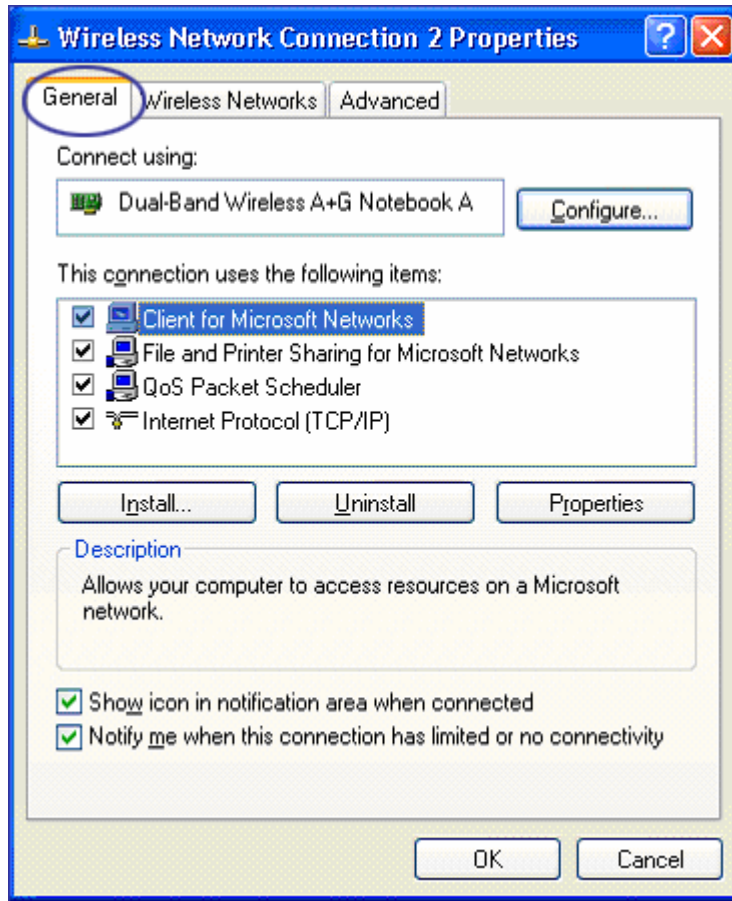 Wireless Network Connection 2 Properties
General Wireless Networks Advanced
Connect using:
Dual-Band Wireless A+G Notebook A
Configure...
This connection uses the following items:
Client for Microsoft Networks
File and Printer Sharing for Microsoft Networks
QoS Packet Scheduler
Internet Protocol (TCP/IP)
Install... Uninstall Properties
Description
Allows your computer to access resources on a Microsoft
network.
Show icon in notification area when connected
Notify me when this connection has limited or no connectivity
OK Cancel